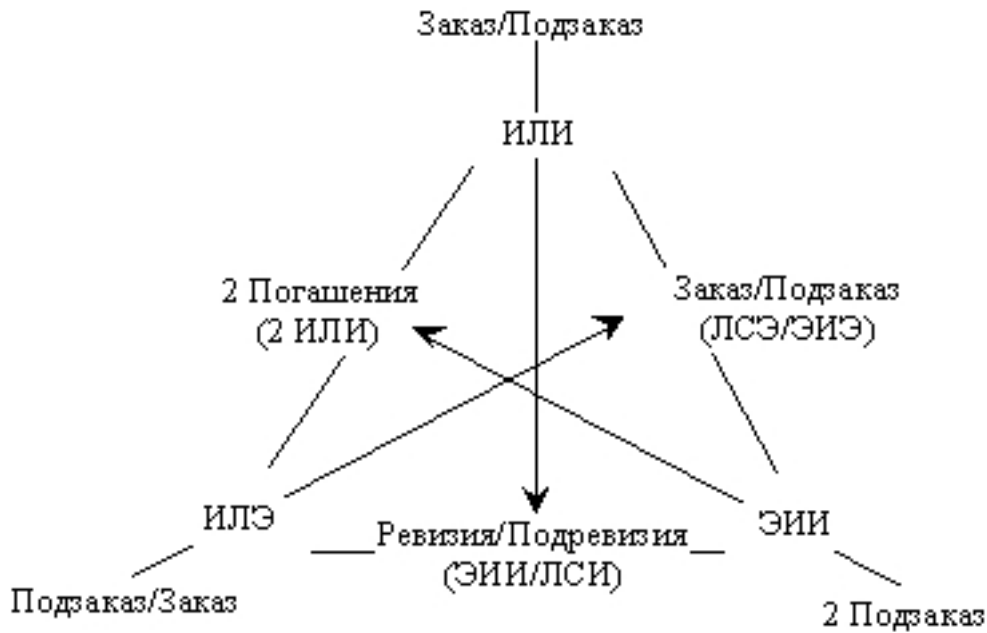 Заказ/Подзаказ
ИЛИ
2 Погашения
(2 ИЛИ)
Заказ/Подзаказ
(ЛСЭ/ЭИЭ)
ИЛЭ
Ревизия/Подревизия
(ЭИИ/ЛСИ)
ЭИИ
Подзаказ/Заказ
2 Подзаказ